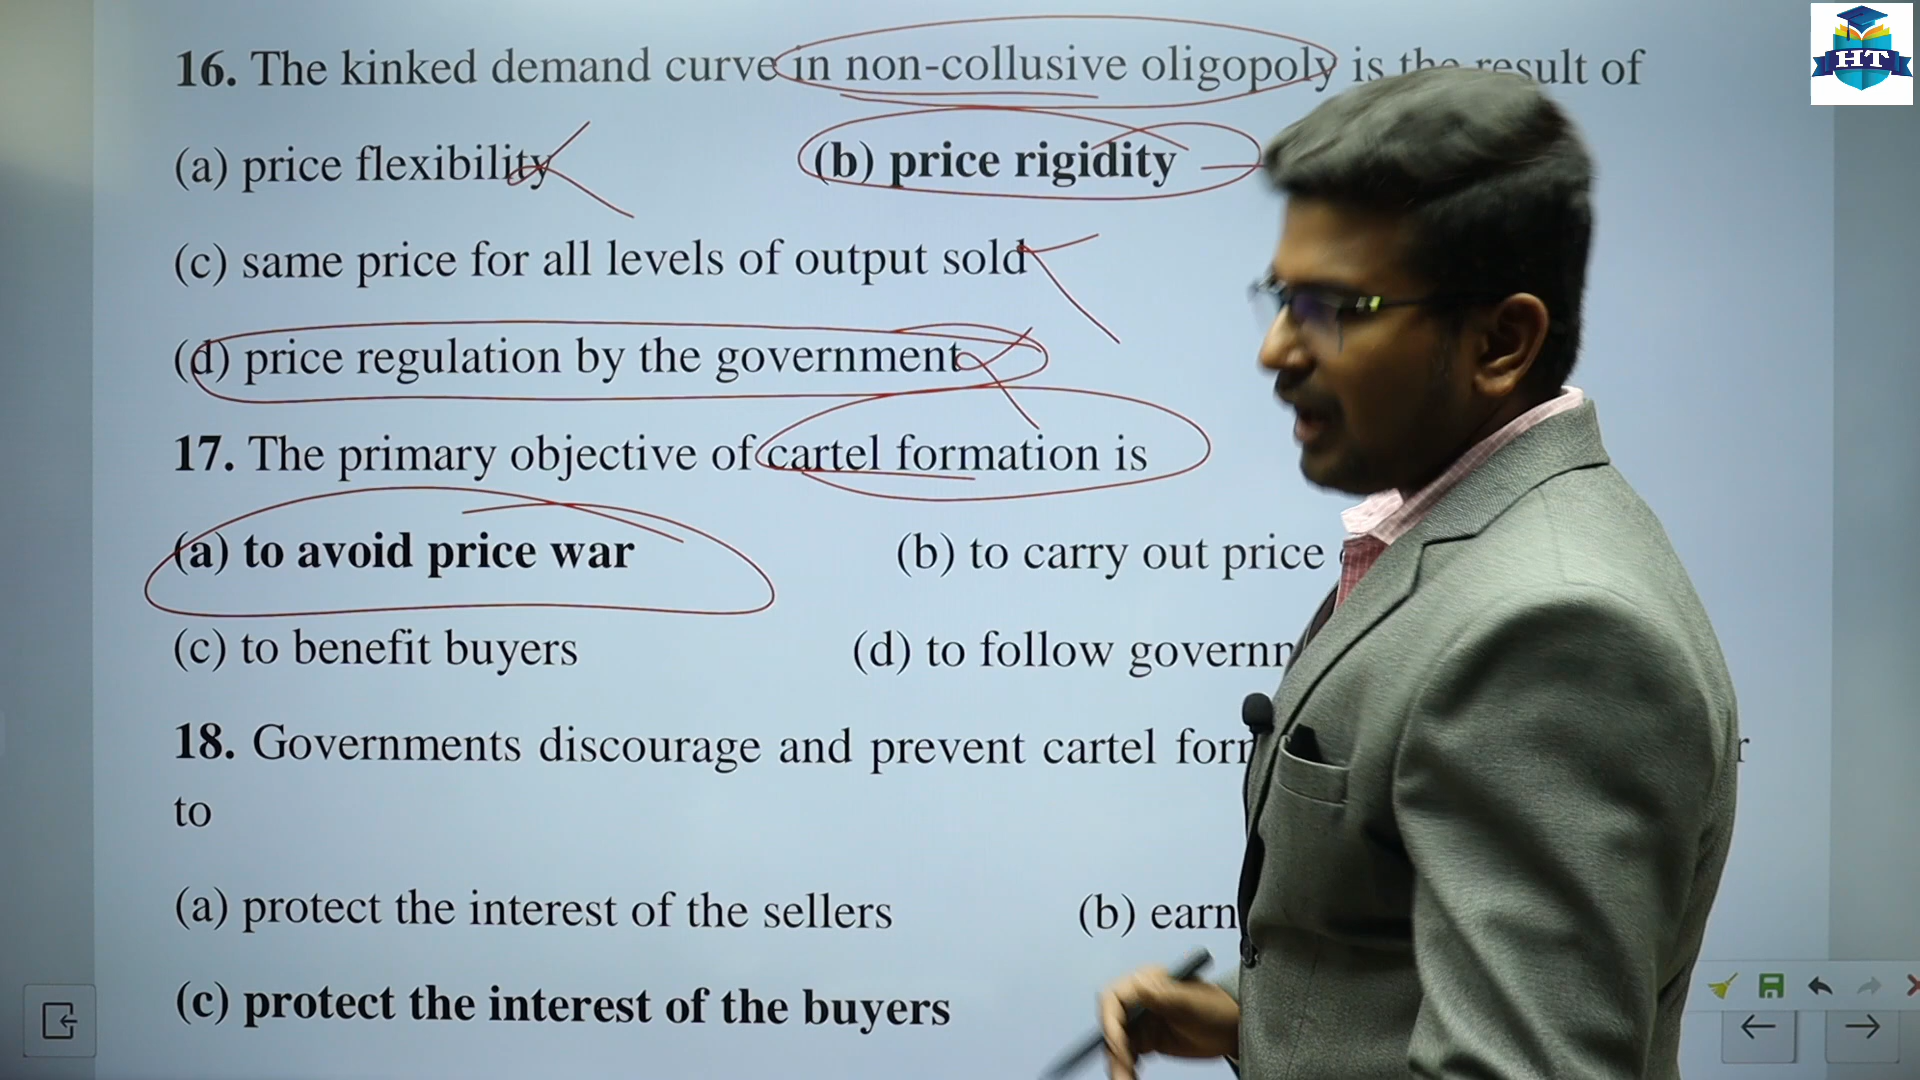 16. The kinked demand curve in non-collusive oligopoly is the result of
(a) price flexibility (b) price rigidity
(c) same price for all levels of output sold
(d) price regulation by the government
17. The primary objective of cartel formation is
(a) to avoid price war (b) to carry out price
(c) to benefit buyers (d) to follow
18. Governments discourage and prevent cartel
to
(a) protect the interest of the sellers (b) earn
(c) protect the interest of the buyers
HT